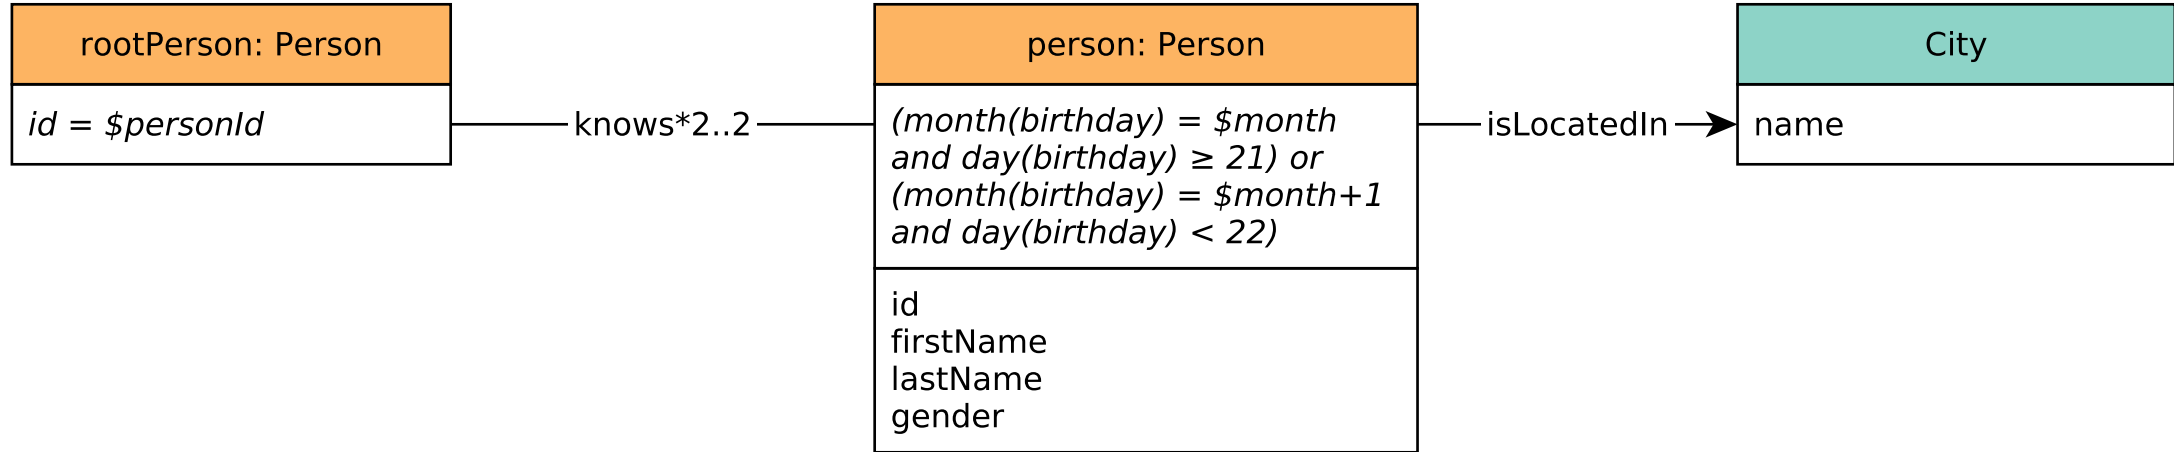 rootPerson: Person
id = $personId
knows*2..2
person: Person
(month(birthday) = $month
and day(birthday) ≥ 21) or
(month(birthday) = $month+1
and day(birthday) < 22)
id
firstName
lastName
gender
isLocatedIn
City
name